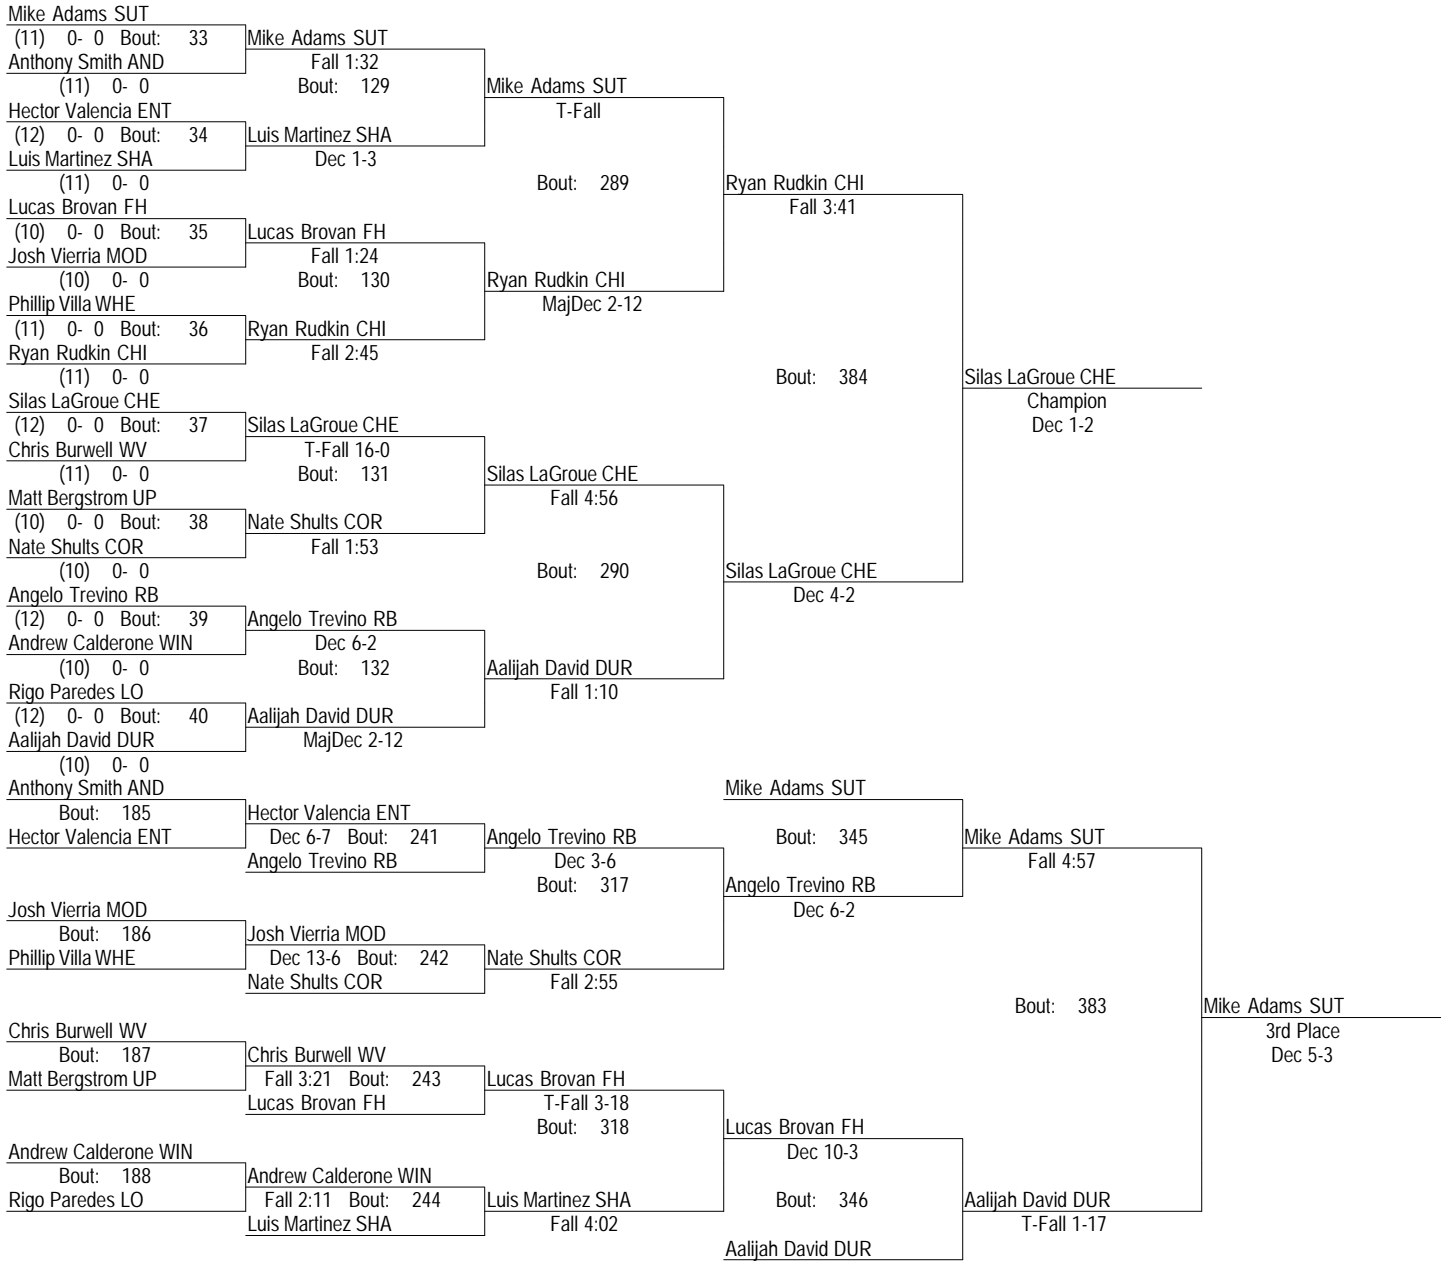 Mike Adams SUT
(11) 0- 0 Bout: 33 Mike Adams SUT
Anthony Smith AND Fall 1:32
(11) 0- 0 Bout: 129 Mike Adams SUT
Hector Valencia ENT T-Fall
(12) 0- 0 Bout: 34 Luis Martinez SHA
Luis Martinez SHA Dec 1-3
(11) 0- 0 Bout: 289 Ryan Rudkin CHI
Lucas Brovan FH Fall 3:41
(10) 0- 0 Bout: 35 Lucas Brovan FH
Josh Vierria MOD Fall 1:24
(10) 0- 0 Bout: 130 Ryan Rudkin CHI
Phillip Villa WHE MajDec 2-12
(11) 0- 0 Bout: 36 Ryan Rudkin CHI
Ryan Rudkin CHI Fall 2:45
(11) 0- 0 Bout: 384 Silas LaGroue CHE
Silas LaGroue CHE Champion
(12) 0- 0 Bout: 37 Silas LaGroue CHE Dec 1-2
Chris Burwell WV T-Fall 16-0
(11) 0- 0 Bout: 131 Silas LaGroue CHE
Matt Bergstrom UP Fall 4:56
(10) 0- 0 Bout: 38 Nate Shults COR
Nate Shults COR Fall 1:53
(10) 0- 0 Bout: 290 Silas LaGroue CHE
Angelo Trevino RB Dec 4-2
(12) 0- 0 Bout: 39 Angelo Trevino RB
Andrew Calderone WIN Dec 6-2
(10) 0- 0 Bout: 132 Aalijah David DUR
Rigo Paredes LO Fall 1:10
(12) 0- 0 Bout: 40 Aalijah David DUR
Aalijah David DUR MajDec 2-12
(10) 0- 0
Anthony Smith AND Mike Adams SUT
Bout: 185 Hector Valencia ENT
Hector Valencia ENT Dec 6-7 Bout: 241 Angelo Trevino RB Bout: 345 Mike Adams SUT
Angelo Trevino RB Dec 3-6 Fall 4:57
Bout: 317 Angelo Trevino RB
Josh Vierria MOD Dec 6-2
Bout: 186 Josh Vierria MOD
Phillip Villa WHE Dec 13-6 Bout: 242 Nate Shults COR
Nate Shults COR Fall 2:55
Bout: 383 Mike Adams SUT
Chris Burwell WV 3rd Place
Bout: 187 Chris Burwell WV Dec 5-3
Matt Bergstrom UP Fall 3:21 Bout: 243 Lucas Brovan FH
Lucas Brovan FH T-Fall 3-18
Bout: 318 Lucas Brovan FH
Andrew Calderone WIN Dec 10-3
Bout: 188 Andrew Calderone WIN
Rigo Paredes LO Fall 2:11 Bout: 244 Luis Martinez SHA Bout: 346 Aalijah David DUR
Luis Martinez SHA Fall 4:02 T-Fall 1-17
Aalijah David DUR